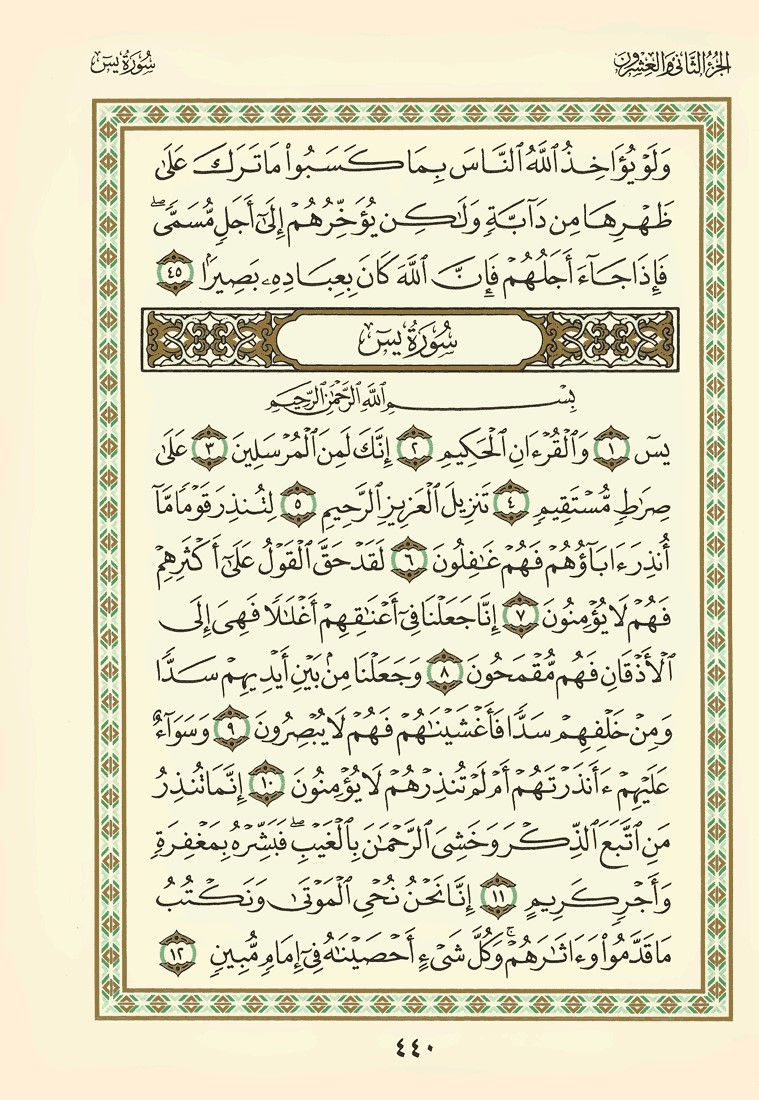 الجزء الثاني والعشرون
سورة يس
وَلَوْ يُؤَاخِذُ ٱللَّهُ ٱلنَّاسَ بِمَا كَسَبُوا۟ مَا تَرَكَ عَلَىٰ
ظَهْرِهَا مِن دَآبَّةٍ وَلَٰكِن يُؤَخِّرُهُمْ إِلَىٰٓ أَجَلٍ مُّسَمًّى ۖ
فَإِذَا جَآءَ أَجَلُهُمْ فَإِنَّ ٱللَّهَ كَانَ بِعِبَادِهِۦ بَصِيرًۢا ٤٥
سُورَةُ يسٓ
بِسْمِ ٱللَّهِ ٱلرَّحْمَٰنِ ٱلرَّحِيمِ
يسٓ ١ وَٱلْقُرْءَانِ ٱلْحَكِيمِ ٢ إِنَّكَ لَمِنَ ٱلْمُرْسَلِينَ ٣ عَلَىٰ
صِرَٰطٍ مُّسْتَقِيمٍ ٤ تَنزِيلَ ٱلْعَزِيزِ ٱلرَّحِيمِ ٥ لِتُنذِرَ قَوْمًا مَّآ
أُنذِرَ ءَابَآؤُهُمْ فَهُمْ غَٰفِلُونَ ٦ لَقَدْ حَقَّ ٱلْقَوْلُ عَلَىٰٓ أَكْثَرِهِمْ
فَهُمْ لَا يُؤْمِنُونَ ٧ إِنَّا جَعَلْنَا فِىٓ أَعْنَٰقِهِمْ أَغْلَٰلًا فَهِىَ إِلَى
ٱلْأَذْقَانِ فَهُم مُّقْمَحُونَ ٨ وَجَعَلْنَا مِنۢ بَيْنِ أَيْدِيهِمْ سَدًّا
وَمِنْ خَلْفِهِمْ سَدًّا فَأَغْشَيْنَٰهُمْ فَهُمْ لَا يُبْصِرُونَ ٩ وَسَوَآءٌ
عَلَيْهِمْ ءَأَنذَرْتَهُمْ أَمْ لَمْ تُنذِرْهُمْ لَا يُؤْمِنُونَ ١٠ إِنَّمَا تُنذِرُ
مَنِ ٱتَّبَعَ ٱلذِّكْرَ وَخَشِىَ ٱلرَّحْمَٰنَ بِٱلْغَيْبِ ۖ فَبَشِّرْهُ بِمَغْفِرَةٍ
وَأَجْرٍ كَرِيمٍ ١١ إِنَّا نَحْنُ نُحْىِ ٱلْمَوْتَىٰ وَنَكْتُبُ
مَا قَدَّمُوا۟ وَءَاثَٰرَهُمْ ۚ وَكُلَّ شَىْءٍ أَحْصَيْنَٰهُ فِىٓ إِمَامٍ مُّبِينٍ ١٢
٤٤٠